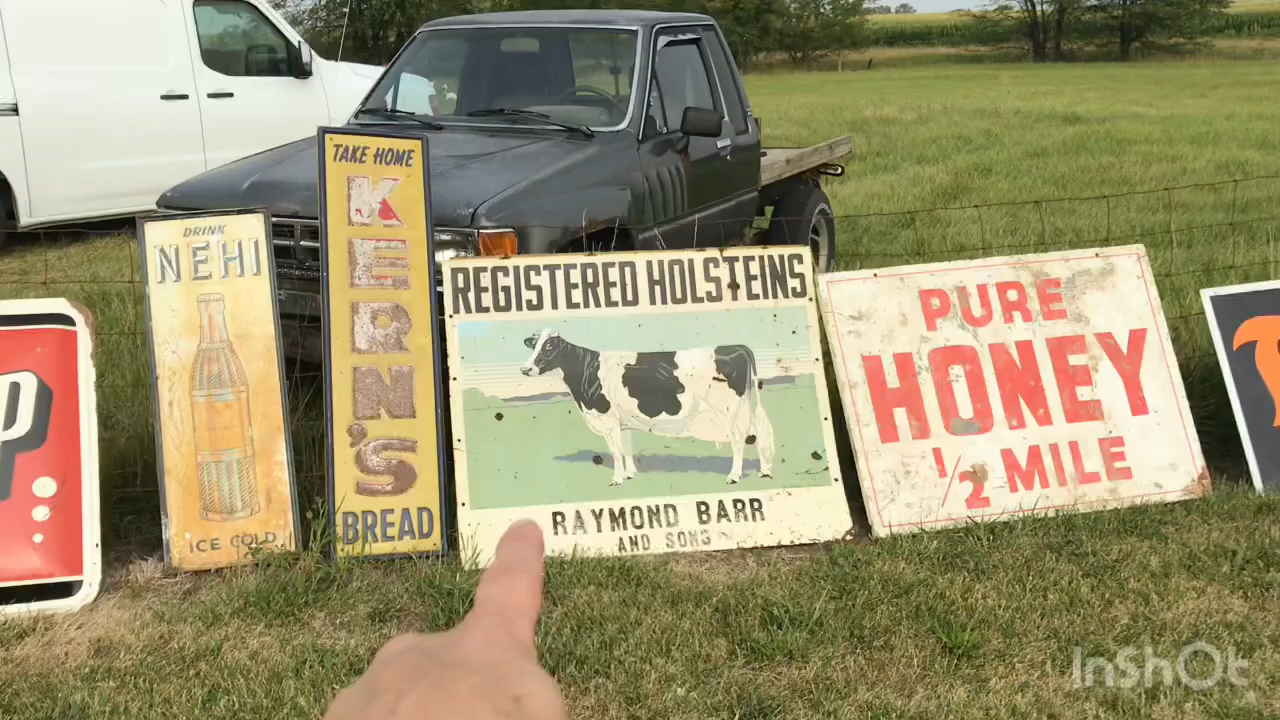 P
DRINK
NEHI
ICE COLD
TAKE HOME
KERN'S
BREAD
REGISTERED HOLSTEINS
RAYMOND BARR
AND SONS
PURE
HONEY
1/2 MILE
InShOt